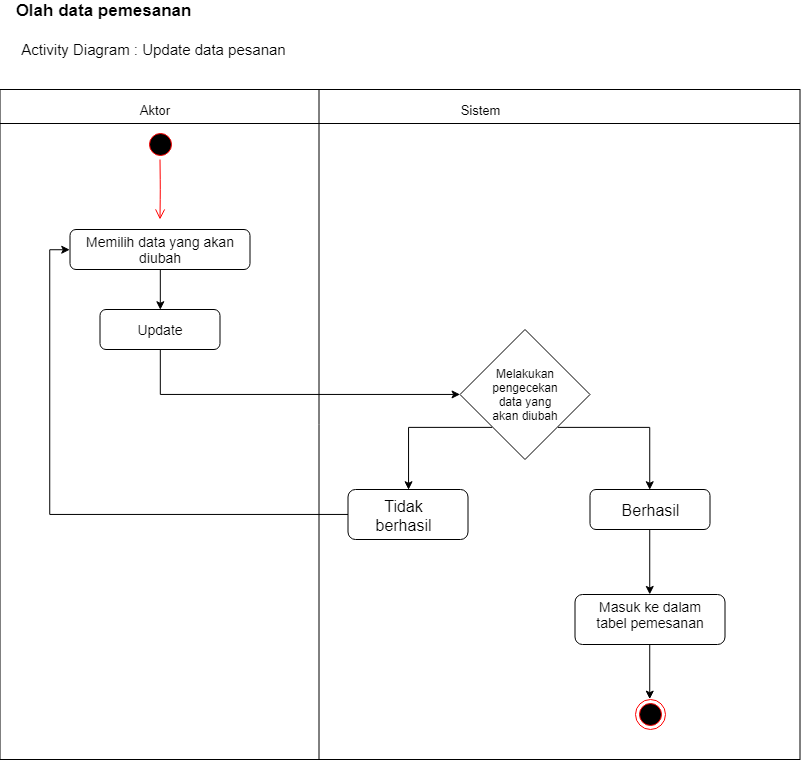 Olah data pemesanan
Activity Diagram : Update data pesanan
Aktor
Sistem
Memilih data yang akan
diubah
Update
Melakukan
pengecekan
data yang
akan diubah
Tidak
berhasil
Berhasil
Masuk ke dalam
tabel pemesanan